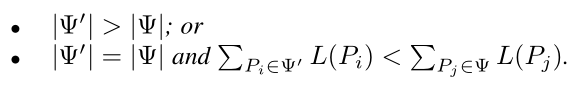 • |Ψ′| > |Ψ|; or
• |Ψ′| = |Ψ| and ∑_{P_i∈Ψ′} L(P_i) < ∑_{P_j∈Ψ} L(P_j).